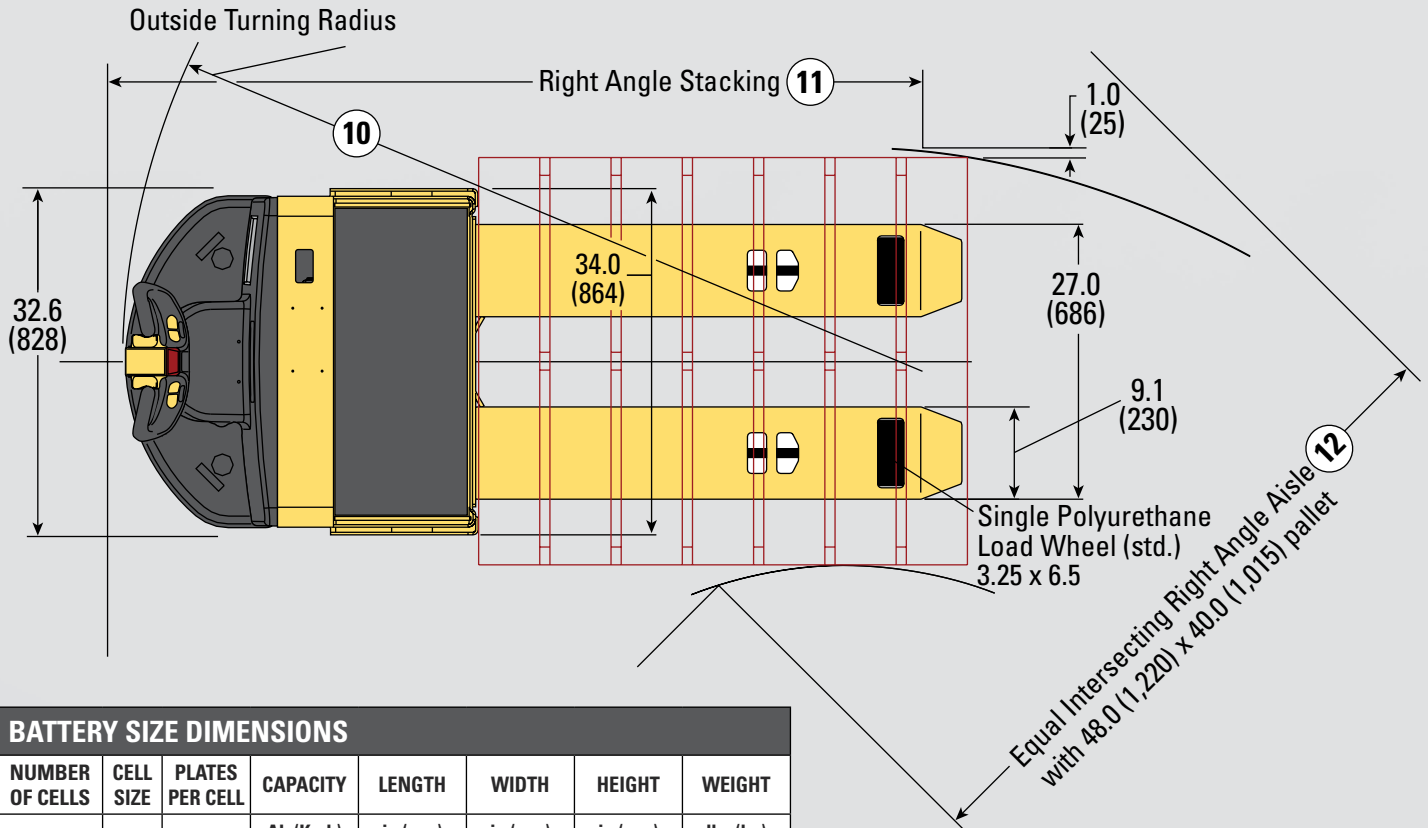 Outside Turning Radius
Right Angle Stacking 11
1.0
(25)
10
32.6
(828)
34.0
(864)
27.0
(686)
9.1
(230)
Single Polyurethane
Load Wheel (std.)
3.25 x 6.5
Equal Intersecting Right Angle Aisle 12
with 48.0 (1,220) x 40.0 (1,015) pallet
BATTERY SIZE DIMENSIONS
NUMBER OF CELLS CELL SIZE PLATES PER CELL CAPACITY LENGTH WIDTH HEIGHT WEIGHT